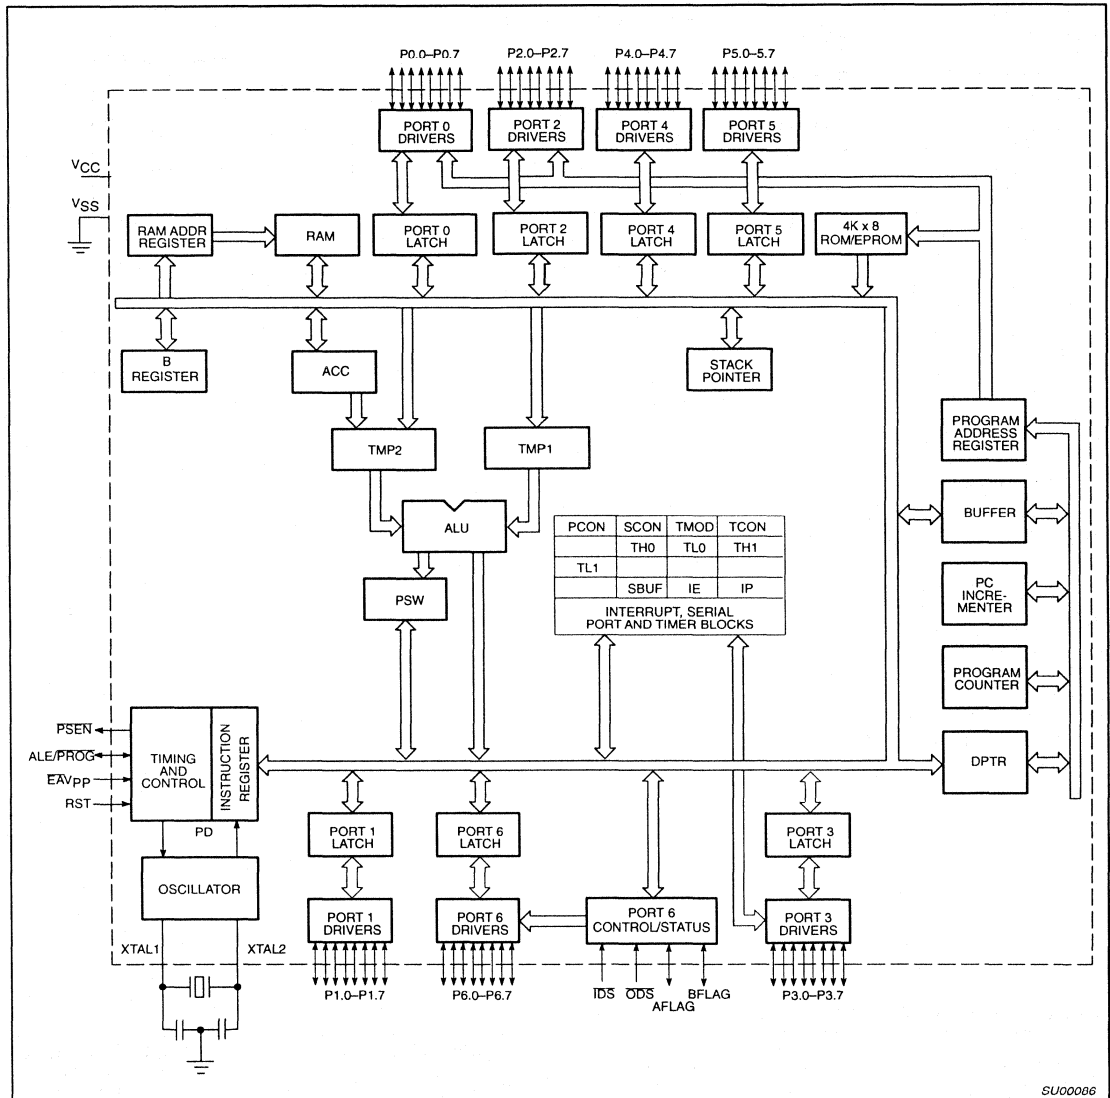 P0.0–P0.7 P2.0–P2.7 P4.0–P4.7 P5.0–5.7
PORT 0
DRIVERS
PORT 2
DRIVERS
PORT 4
DRIVERS
PORT 5
DRIVERS
VCC
VSS
RAM ADDR
REGISTER
RAM
PORT 0
LATCH
PORT 2
LATCH
PORT 4
LATCH
PORT 5
LATCH
4K x 8
ROM/EPROM
B
REGISTER
ACC
STACK
POINTER
PROGRAM
ADDRESS
REGISTER
TMP2
TMP1
ALU
BUFFER
PCON SCON TMOD TCON
TH0 TL0 TH1
TL1
SBUF IE IP
INTERRUPT, SERIAL
PORT AND TIMER BLOCKS
PSW
PC
INCRE-
MENTER
PROGRAM
COUNTER
DPTR
PSEN
ALE/PROG
EAVPP
RST
TIMING
AND
CONTROL
INSTRUCTION
REGISTER
PD
OSCILLATOR
XTAL1
XTAL2
PORT 1
LATCH
PORT 6
LATCH
PORT 3
LATCH
PORT 1
DRIVERS
PORT 6
DRIVERS
PORT 6
CONTROL/STATUS
PORT 3
DRIVERS
P1.0–P1.7
P6.0–P6.7
IDS
ODS
AFLAG
BFLAG
P3.0–P3.7
SU00086